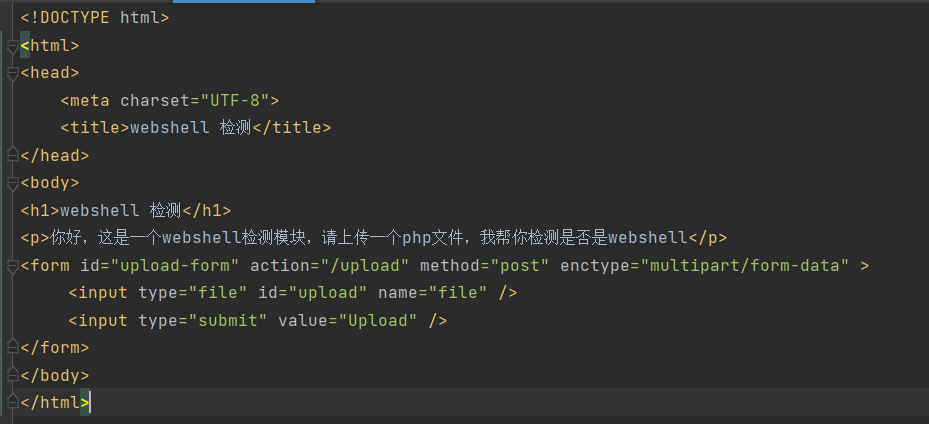 <!DOCTYPE html>
<html>
<head>
    <meta charset="UTF-8">
    <title>webshell 检测</title>
</head>
<body>
<h1>webshell 检测</h1>
<p>你好，这是一个webshell检测模块，请上传一个php文件，我帮你检测是否是webshell</p>
<form id="upload-form" action="/upload" method="post" enctype="multipart/form-data" >
     <input type="file" id="upload" name="file" />
     <input type="submit" value="Upload" />
</form>
</body>
</html>